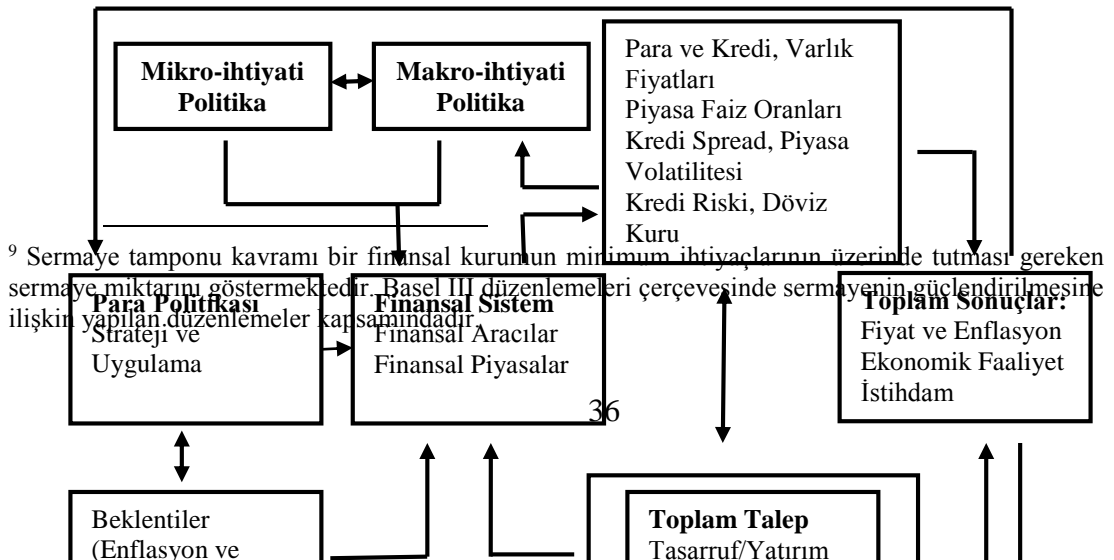 Mikro-ihtiyati
Politika
Makro-ihtiyati
Politika
Para ve Kredi, Varlık
Fiyatları
Piyasa Faiz Oranları
Kredi Spread, Piyasa
Volatilitesi
Kredi Riski, Döviz
Kuru
⁹ Sermaye tamponu kavramı bir finansal kurumun minimum ihtiyaçlarının üzerinde tutması gereken
sermaye miktarını göstermektedir. Basel III düzenlemeleri çerçevesinde sermayenin güçlendirilmesine
ilişkin yapılan düzenlemeler kapsamındadır.
Para Politikası
Strateji ve
Uygulama
Finansal Sistem
Finansal Aracılar
Finansal Piyasalar
Toplam Sonuçlar:
Fiyat ve Enflasyon
Ekonomik Faaliyet
İstihdam
36
Beklentiler
(Enflasyon ve
Toplam Talep
Tasarruf/Yatırım